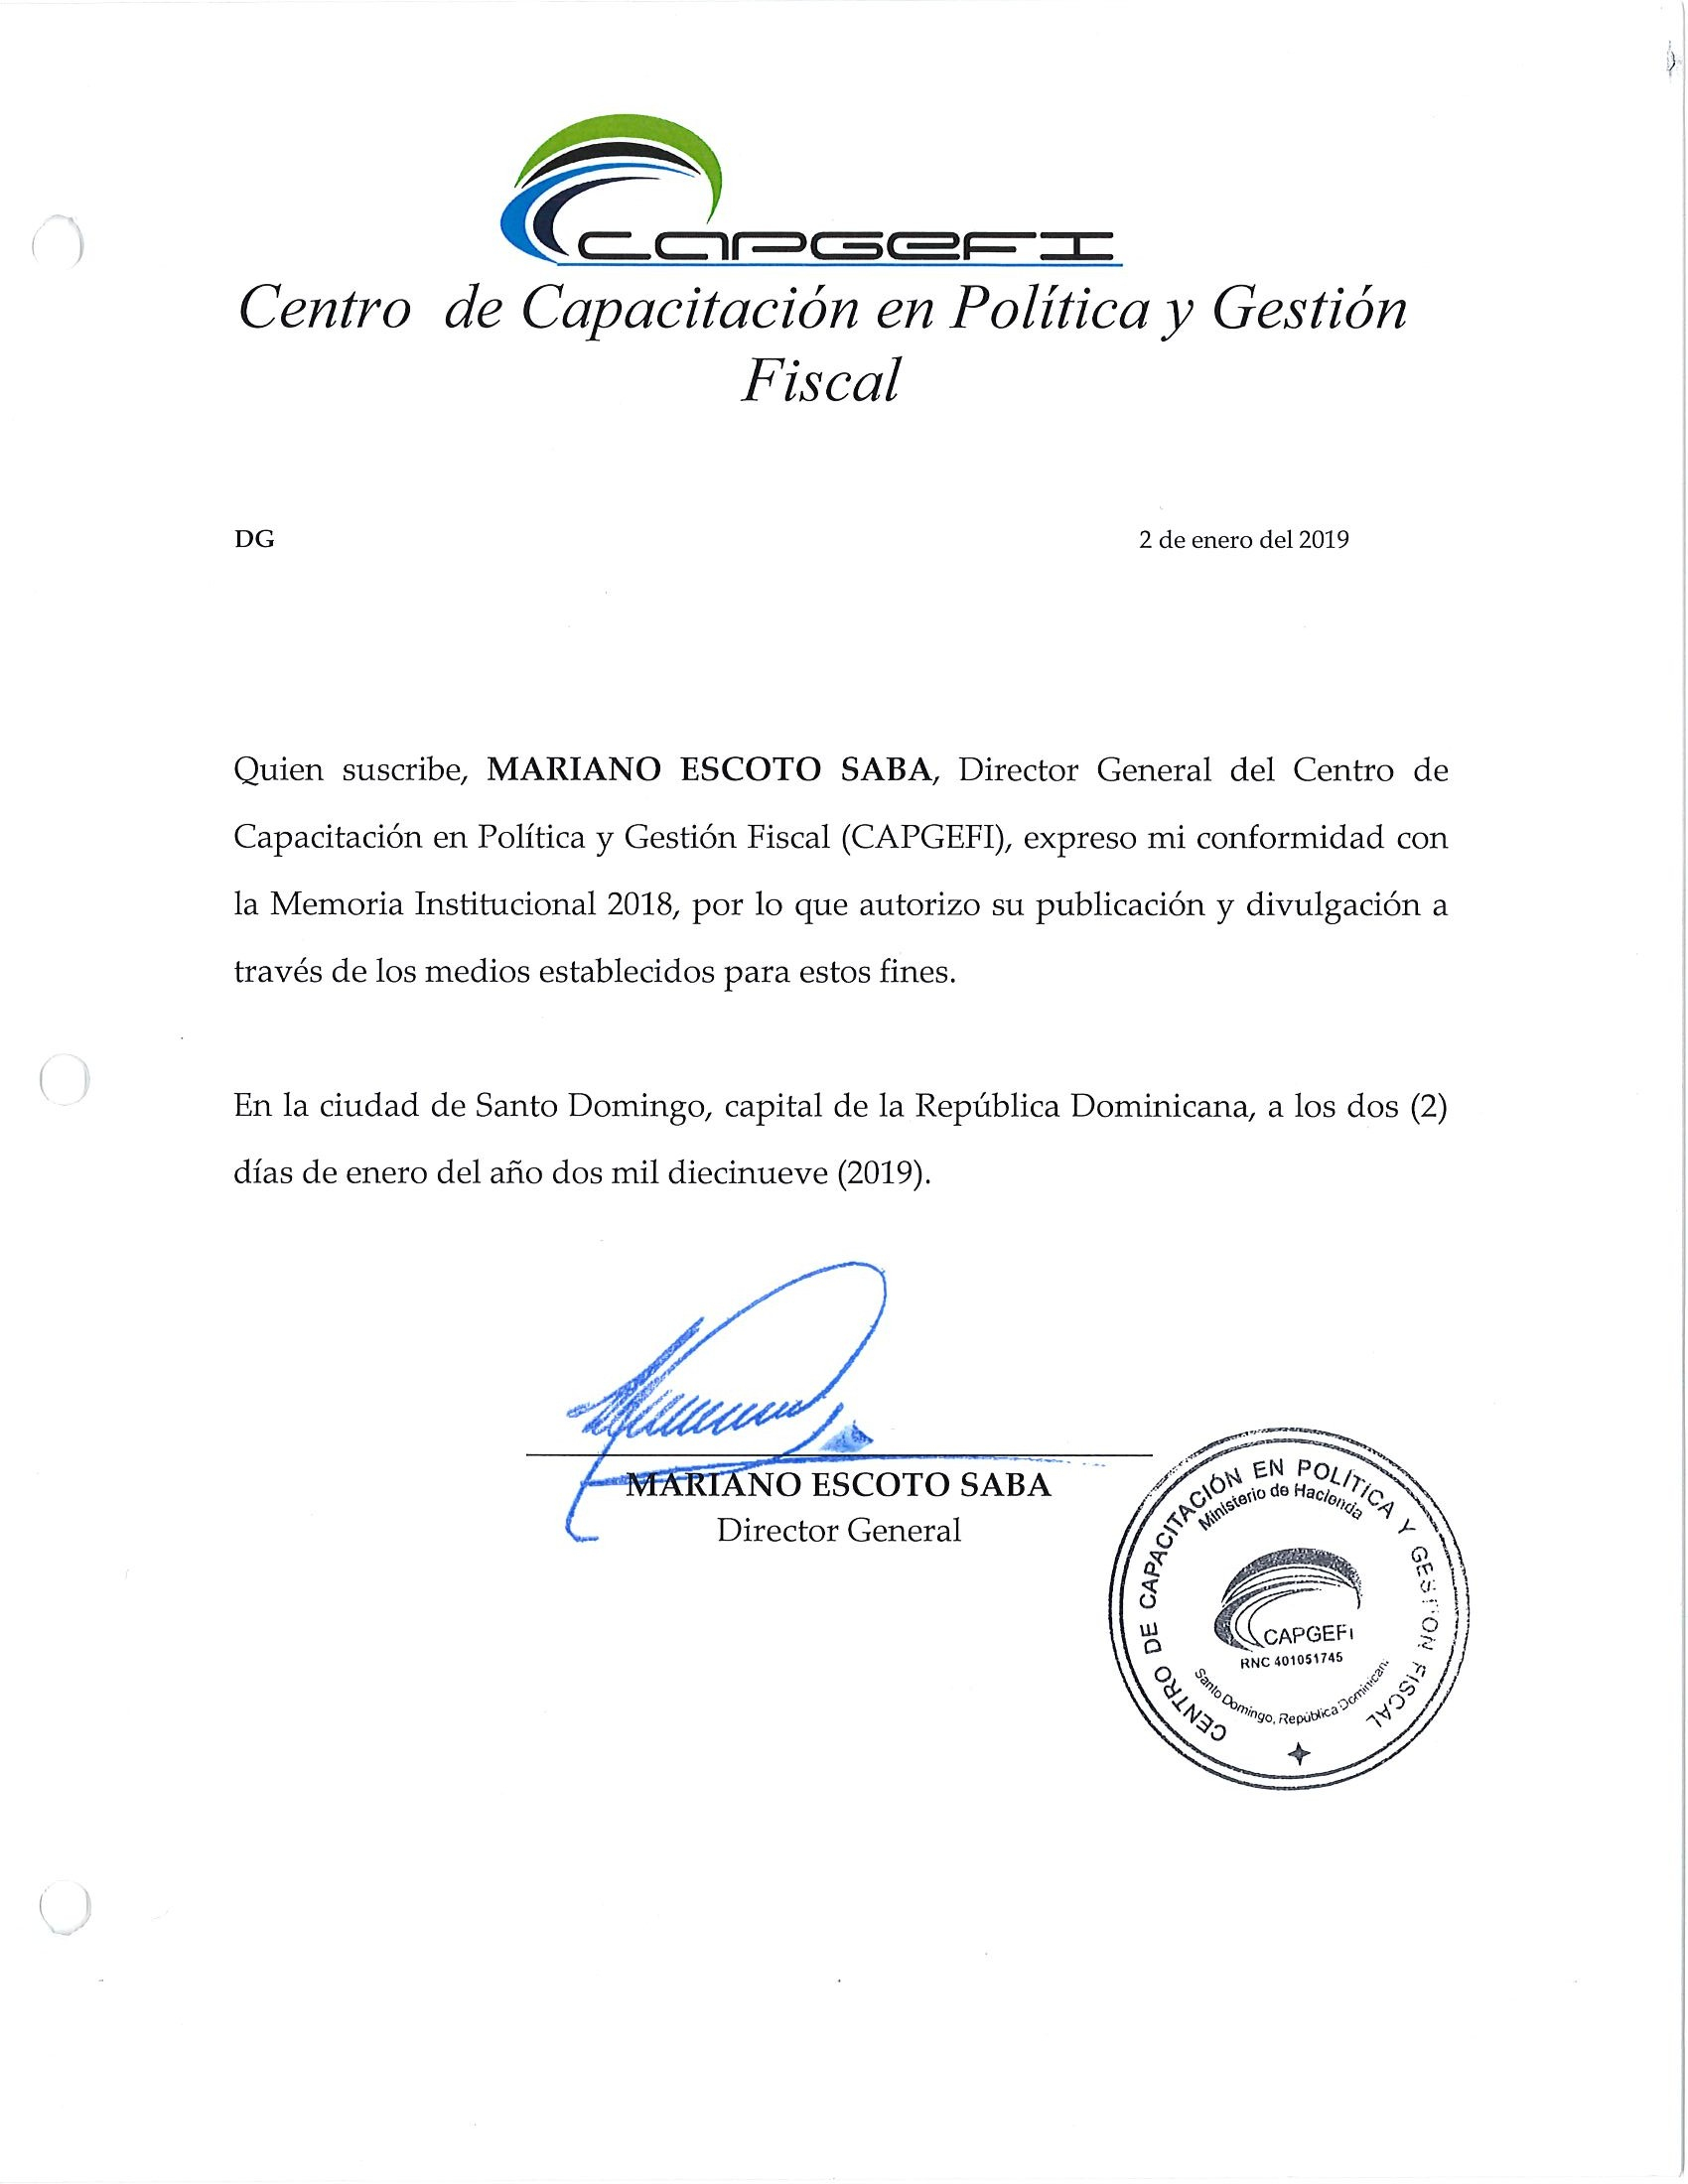 CAPGEFI
Centro de Capacitación en Política y Gestión
Fiscal
DG
2 de enero del 2019
Quien suscribe, MARIANO ESCOTO SABA, Director General del Centro de
Capacitación en Política y Gestión Fiscal (CAPGEFI), expreso mi conformidad con
la Memoria Institucional 2018, por lo que autorizo su publicación y divulgación a
través de los medios establecidos para estos fines.
En la ciudad de Santo Domingo, capital de la República Dominicana, a los dos (2)
días de enero del año dos mil diecinueve (2019).
MARIANO ESCOTO SABA
Director General
CENTRO DE CAPACITACIÓN EN POLÍTICA Y GESTIÓN FISCAL
Ministerio de Hacienda
CAPGEFI
RNC 401051745
Santo Domingo, República Dominicana